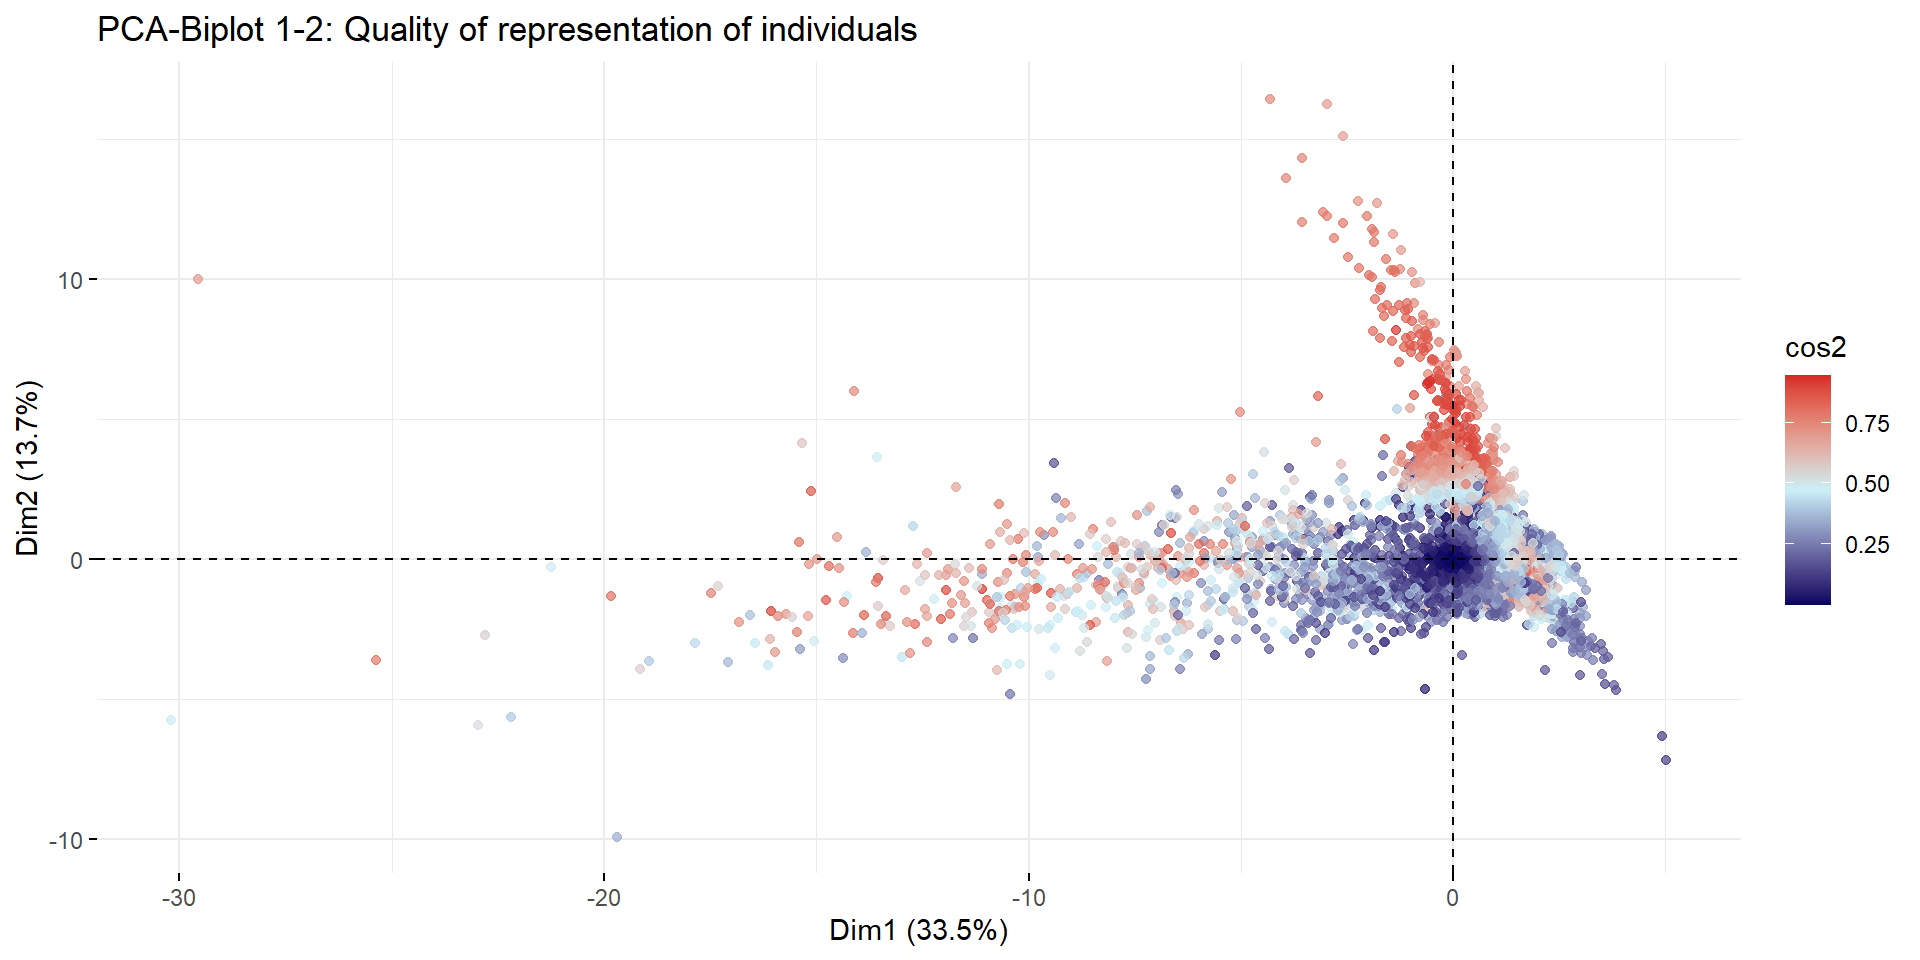 PCA-Biplot 1-2: Quality of representation of individuals
Dim2 (13.7%)
10
0
-10
-30
-20
-10
0
Dim1 (33.5%)
cos2
0.75
0.50
0.25